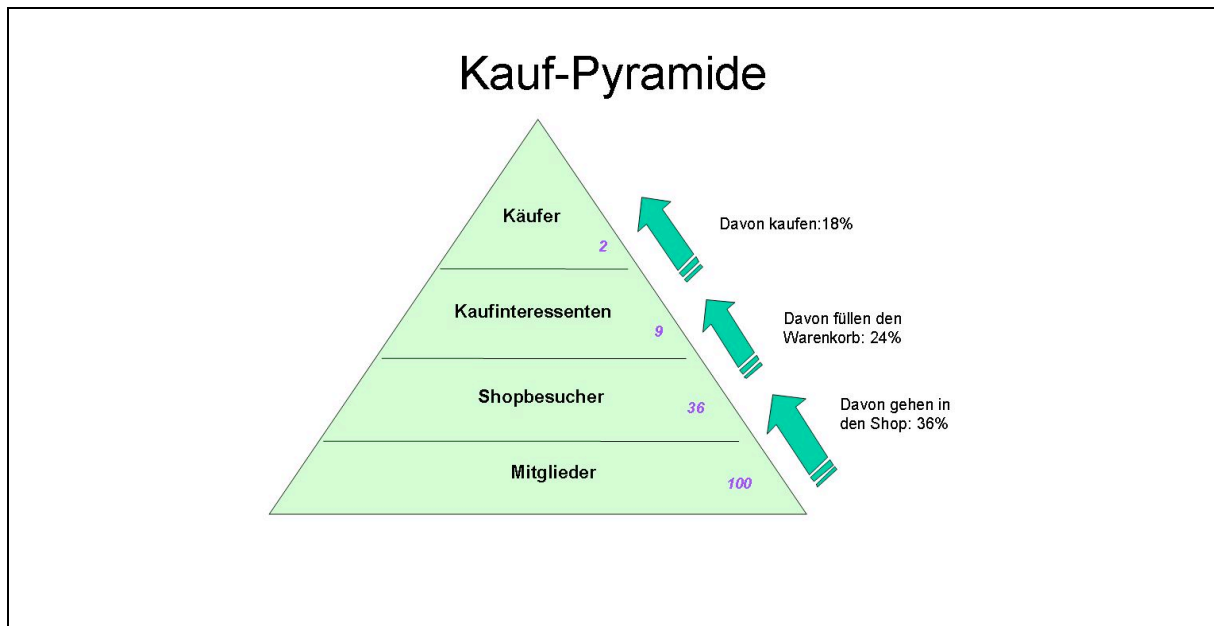 Kauf-Pyramide
Käufer
2
Davon kaufen:18%
Kaufinteressenten
9
Davon füllen den
Warenkorb: 24%
Shopbesucher
36
Davon gehen in
den Shop: 36%
Mitglieder
100